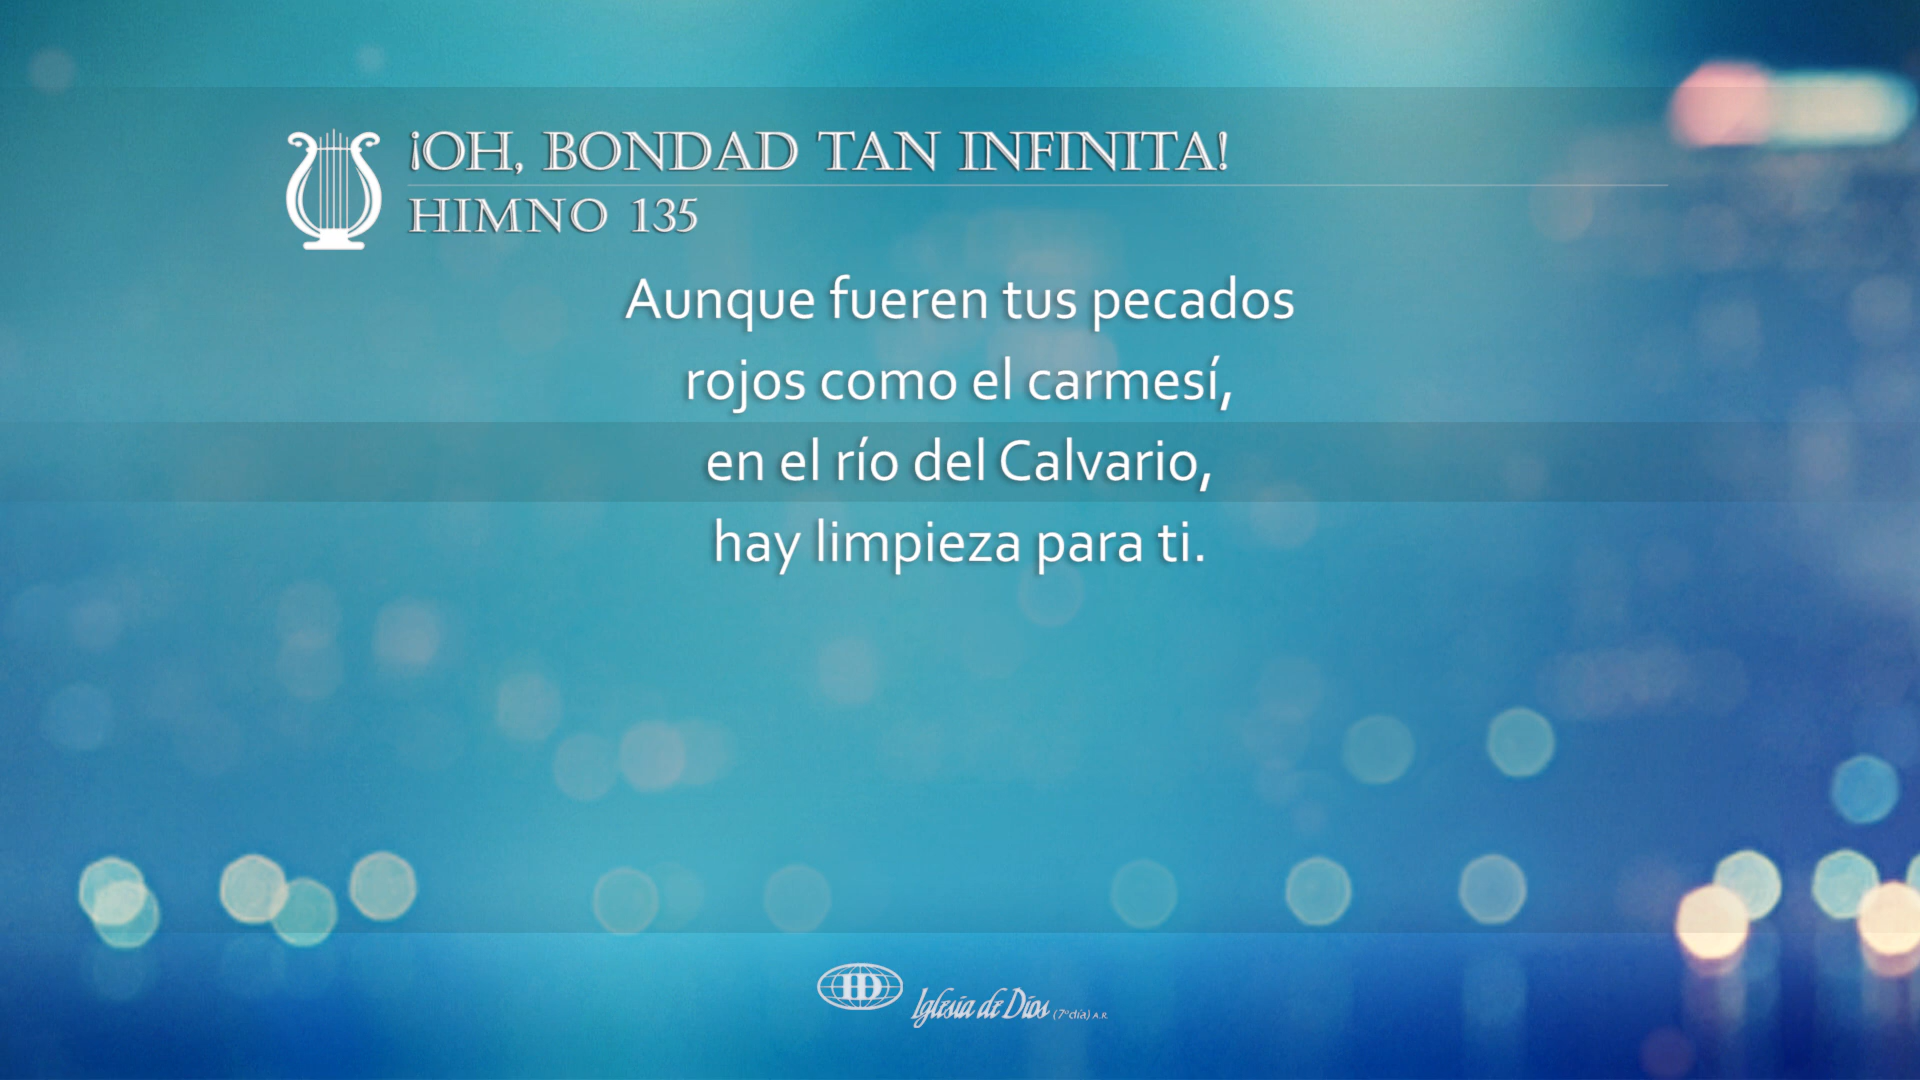 ¡OH, BONDAD TAN INFINITA!
HIMNO 135
Aunque fueren tus pecados
rojos como el carmesí,
en el río del Calvario,
hay limpieza para ti.
ID
Iglesia de Dios (7º día) A.R.